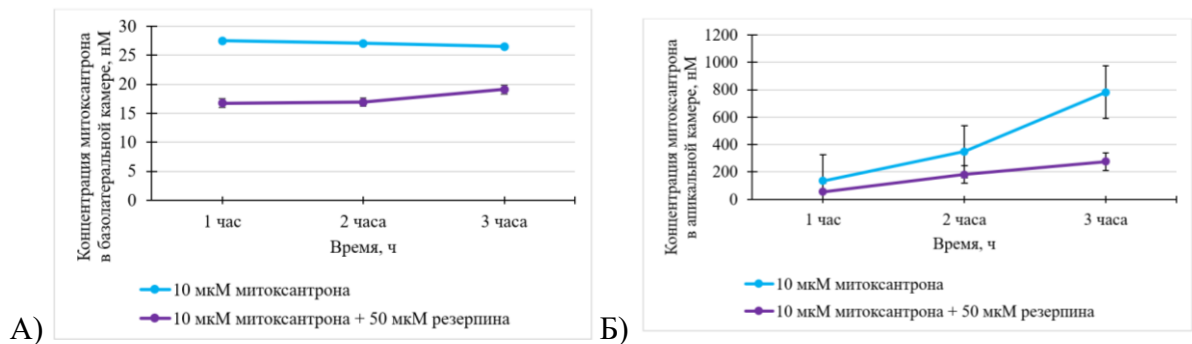 А)
Концентрация митоксантрона
в базолатеральной камере, нМ
30
25
20
15
10
5
0
1 час 2 часа 3 часа
Время, ч
10 мкМ митоксантрона
10 мкМ митоксантрона + 50 мкМ резерпина
Б)
Концентрация митоксантрона
в апикальной камере, нМ
1200
1000
800
600
400
200
0
1 час 2 часа 3 часа
Время, ч
10 мкМ митоксантрона
10 мкМ митоксантрона + 50 мкМ резерпина